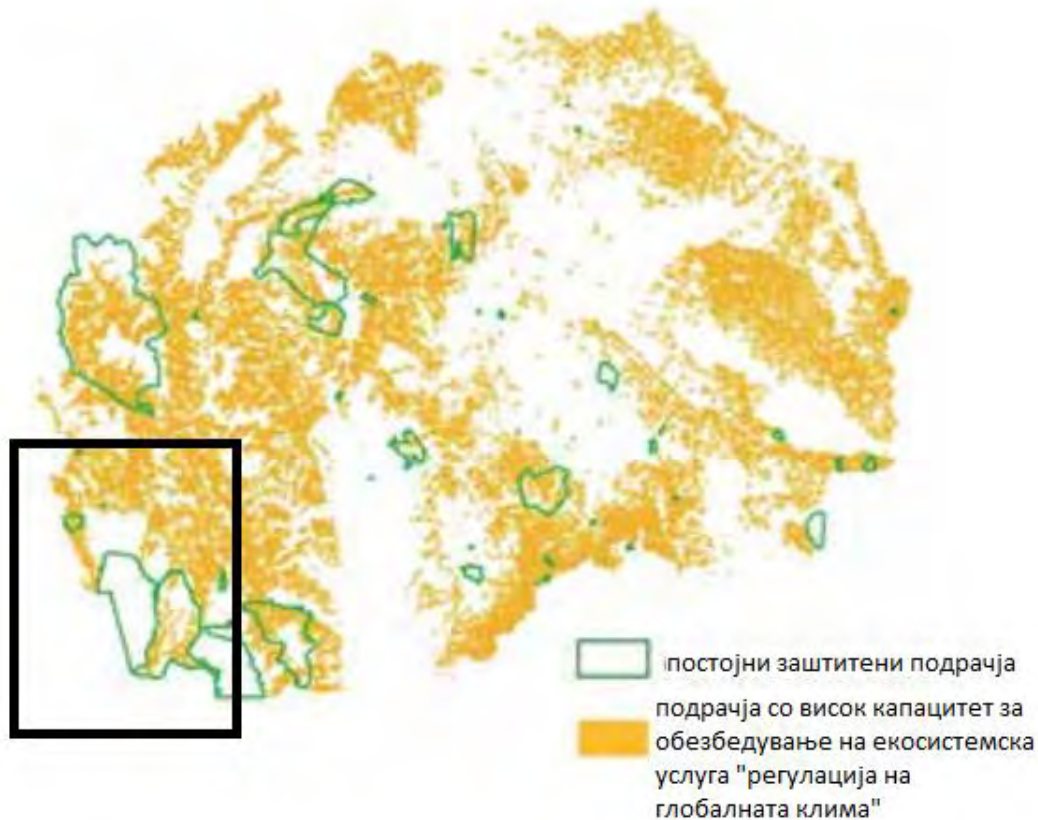 постојни заштитени подрачја
подрачја со висок капацитет за
обезбедување на екосистемска
услуга "регулација на
глобалната клима"